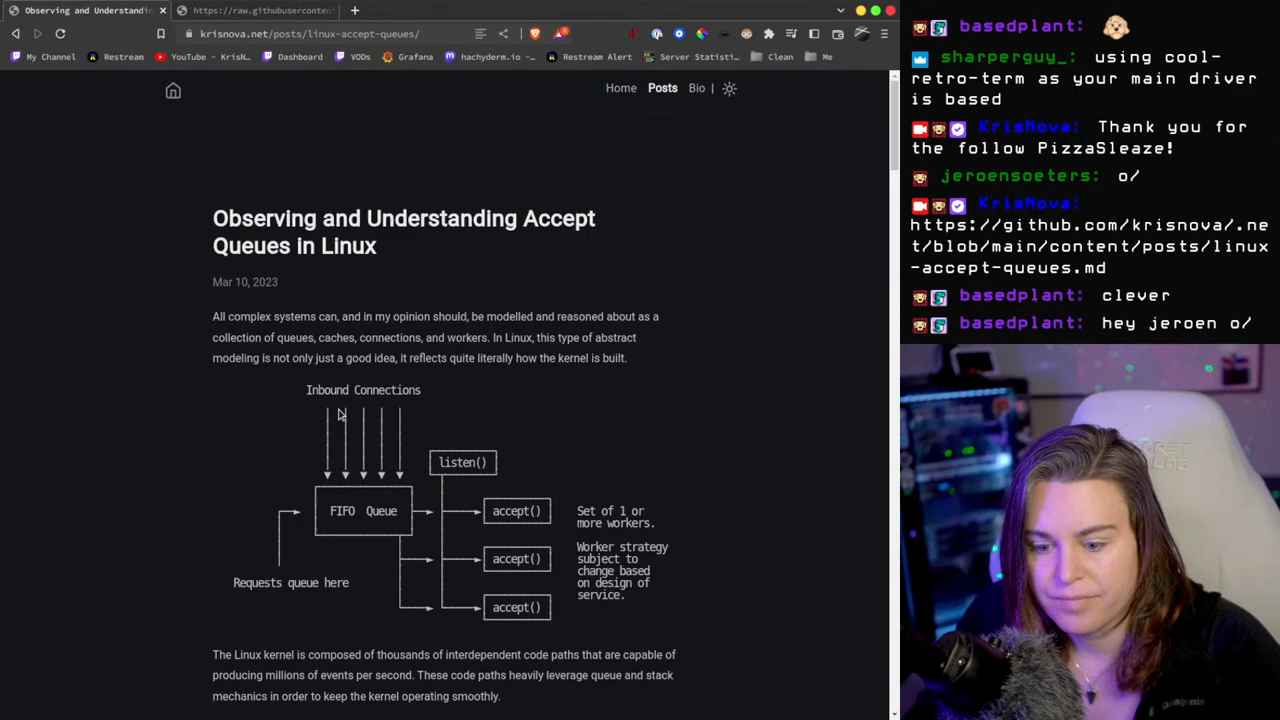 Observing and Understandi
https://raw.githubuserconten
krisnova.net/posts/linux-accept-queues/
My Channel
Restream
YouTube - KrisN...
Dashboard
VODs
Grafana
hachyderm.io -...
Restream Alert
Server Statisti...
Clean
Me
Home
Posts
Bio |
Observing and Understanding Accept
Queues in Linux
Mar 10, 2023
All complex systems can, and in my opinion should, be modelled and reasoned about as a
collection of queues, caches, connections, and workers. In Linux, this type of abstract
modeling is not only just a good idea, it reflects quite literally how the kernel is built.
Inbound Connections
listen()
FIFO Queue
accept()
Set of 1 or
more workers.
Worker strategy
subject to
change based
on design of
service.
accept()
Requests queue here
accept()
The Linux kernel is composed of thousands of interdependent code paths that are capable of
producing millions of events per second. These code paths heavily leverage queue and stack
mechanics in order to keep the kernel operating smoothly.
basedplant:
sharperguy_: using cool-
retro-term as your main driver
is based
KrisNova: Thank you for
the follow PizzaSleaze!
jeroensoeters: o/
KrisNova:
https://github.com/krisnova/.ne
t/blob/main/content/posts/linux
-accept-queues.md
basedplant: clever
basedplant: hey jeroen o/